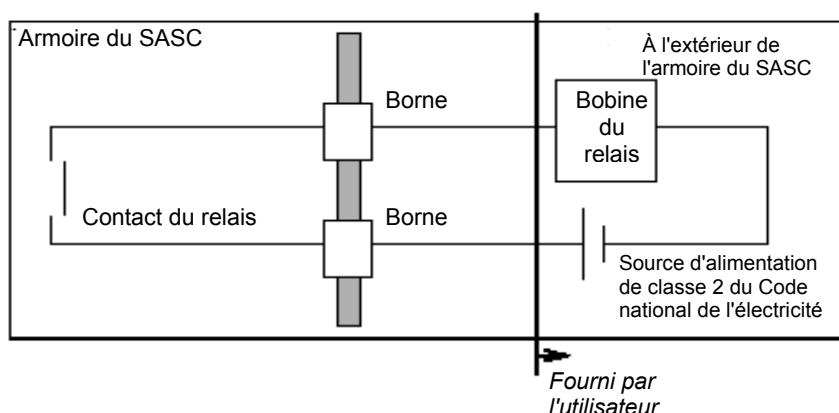 Armoire du SASC
À l'extérieur de
l'armoire du SASC
Borne
Bobine
du
relais
Contact du relais
Borne
Source d'alimentation
de classe 2 du Code
national de l'électricité
Fourni par
l'utilisateur